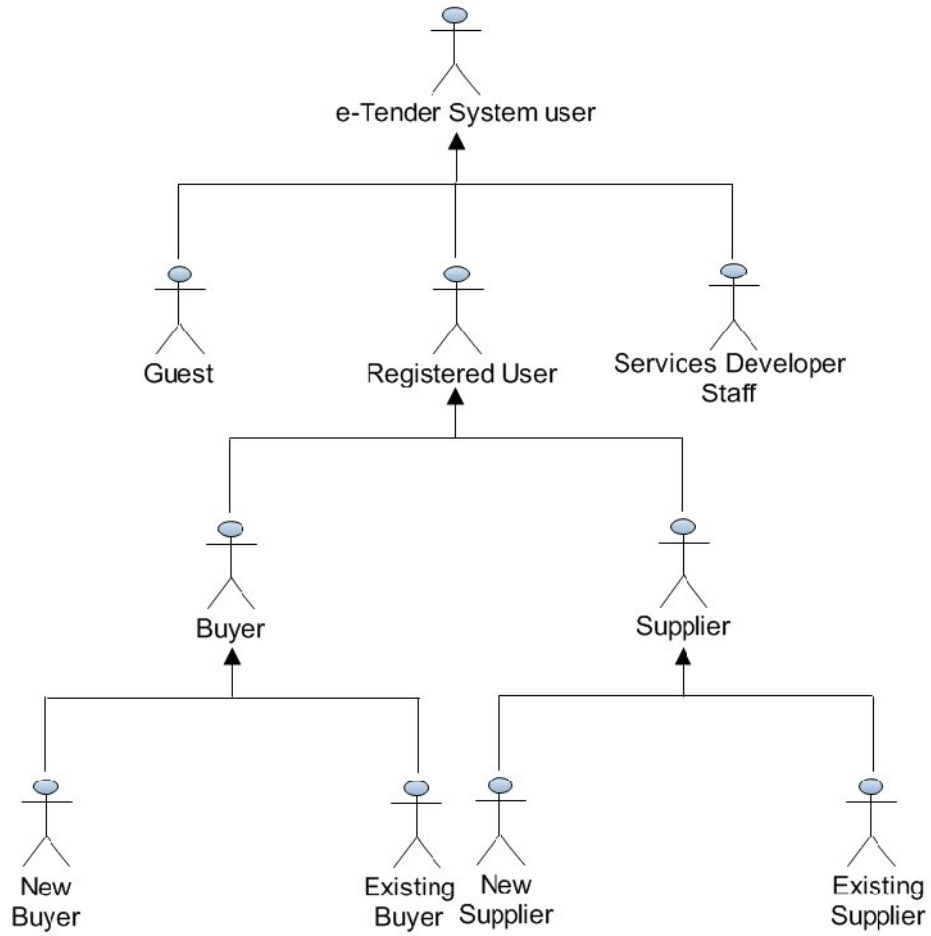 e-Tender System user
Guest
Registered User
Services Developer
Staff
Buyer
Supplier
New
Buyer
Existing
Buyer
New
Supplier
Existing
Supplier